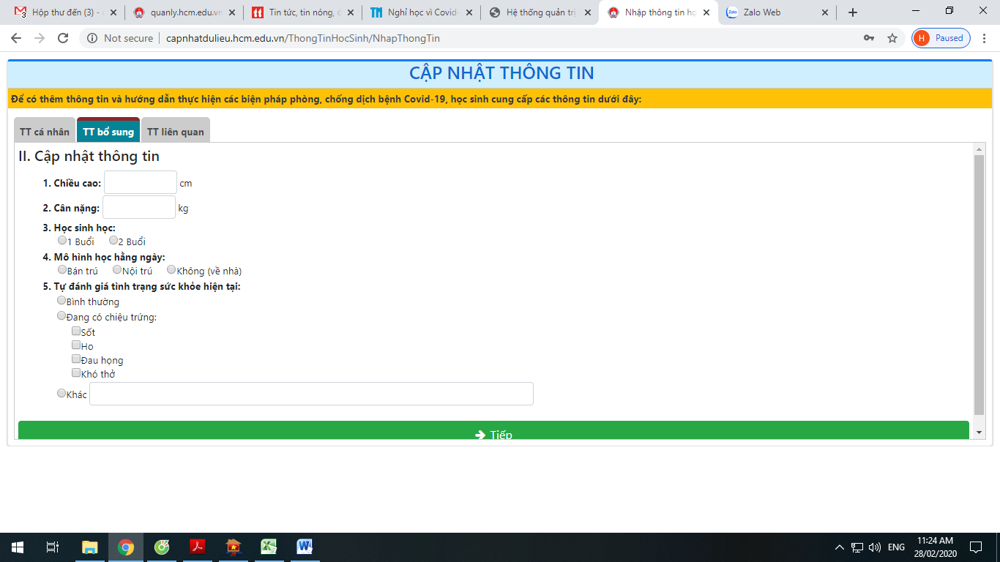 Hộp thư đến (3) -
quanly.hcm.edu.vn
Tin tức, tin nóng, đ
Nghỉ học vì Covid-
Hệ thống quản trị
Nhập thông tin họ
Zalo Web
Not secure
capnhatdulieu.hcm.edu.vn/ThongTinHocSinh/NhapThongTin
H Paused
CẬP NHẬT THÔNG TIN
Để có thêm thông tin và hướng dẫn thực hiện các biện pháp phòng, chống dịch bệnh Covid-19, học sinh cung cấp các thông tin dưới đây:
TT cá nhân TT bổ sung TT liên quan
II. Cập nhật thông tin
1. Chiều cao: cm
2. Cân nặng: kg
3. Học sinh học:
1 Buổi 2 Buổi
4. Mô hình học hằng ngày:
Bán trú Nội trú Không (về nhà)
5. Tự đánh giá tình trạng sức khỏe hiện tại:
Bình thường
Đang có chiệu trứng:
Sốt
Ho
Đau họng
Khó thở
Khác
Tiếp
ENG
11:24 AM
28/02/2020